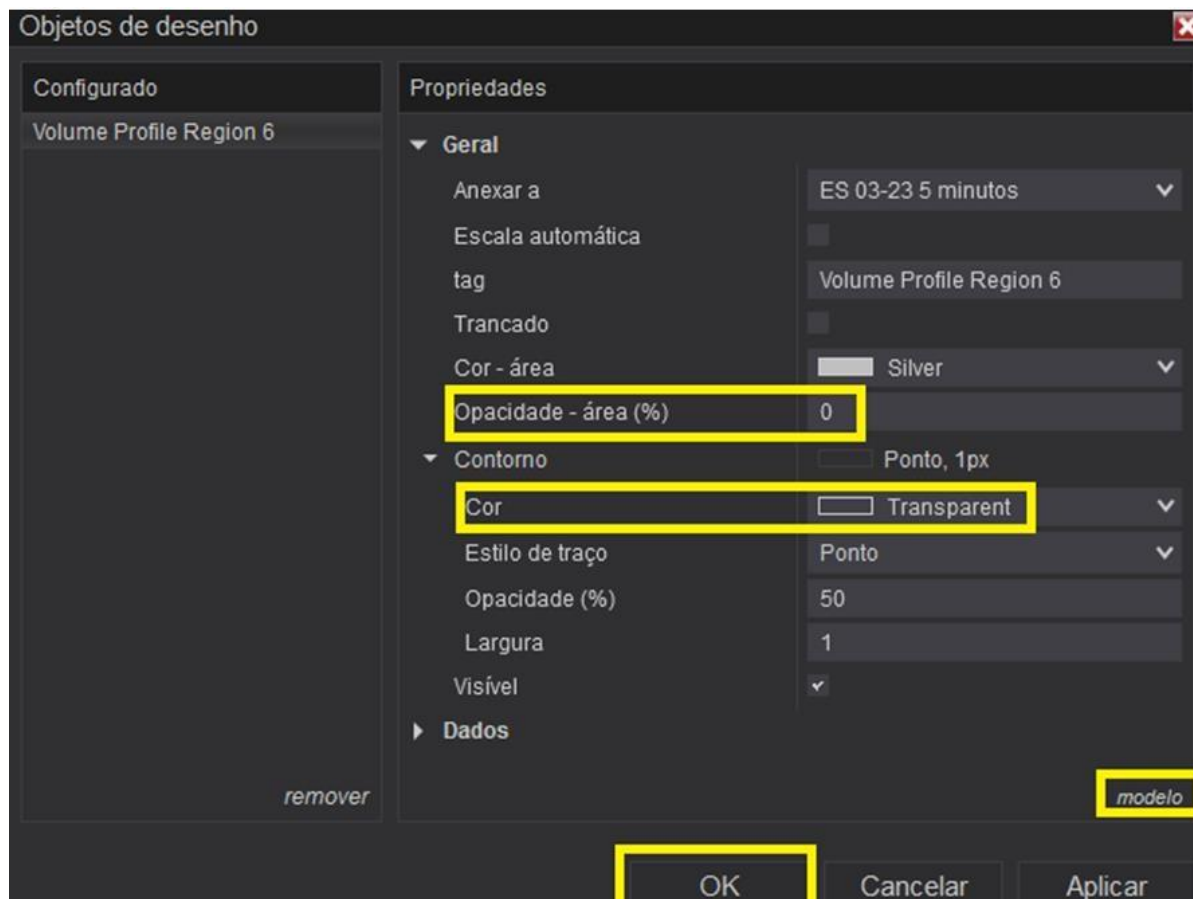 Objetos de desenho
Configurado
Volume Profile Region 6
remover
Propriedades
Geral
Anexar a ES 03-23 5 minutos
Escala automática
tag Volume Profile Region 6
Trancado
Cor - área Silver
Opacidade - área (%) 0
Contorno Ponto, 1px
Cor Transparent
Estilo de traço Ponto
Opacidade (%) 50
Largura 1
Visível
Dados
modelo
OK Cancelar Aplicar